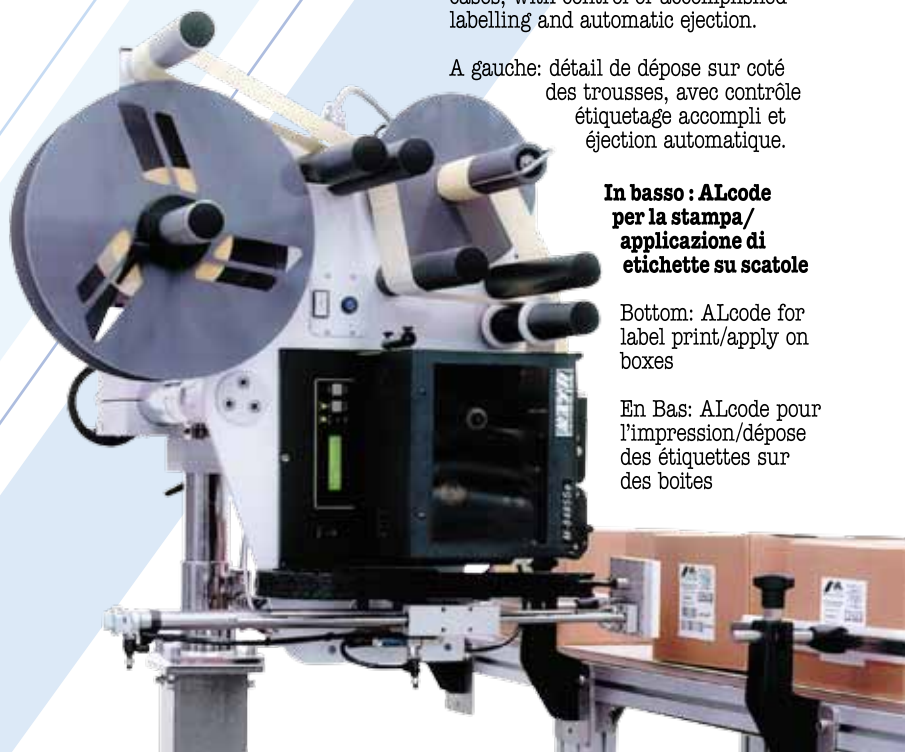 labelling and automatic ejection.
A gauche: détail de dépose sur coté
des trousses, avec contrôle
étiquetage accompli et
éjection automatique.
In basso : ALcode
per la stampa/
applicazione di
etichette su scatole
Bottom: ALcode for
label print/apply on
boxes
En Bas: ALcode pour
l'impression/dépose
des étiquettes sur
des boites